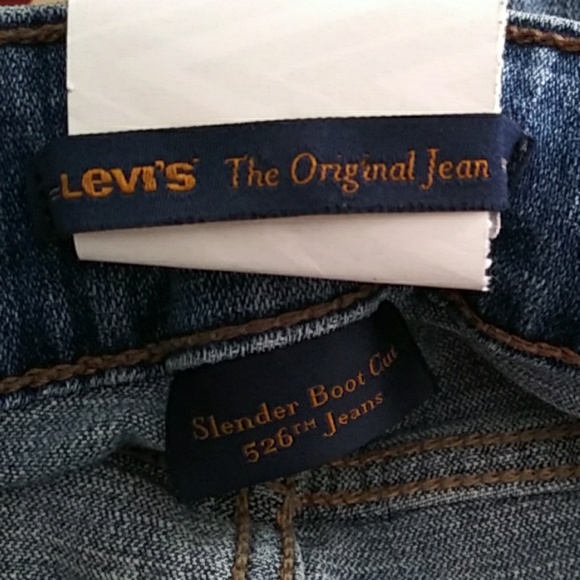 Levi's The Original Jean
Slender Boot Cut
526™ Jeans